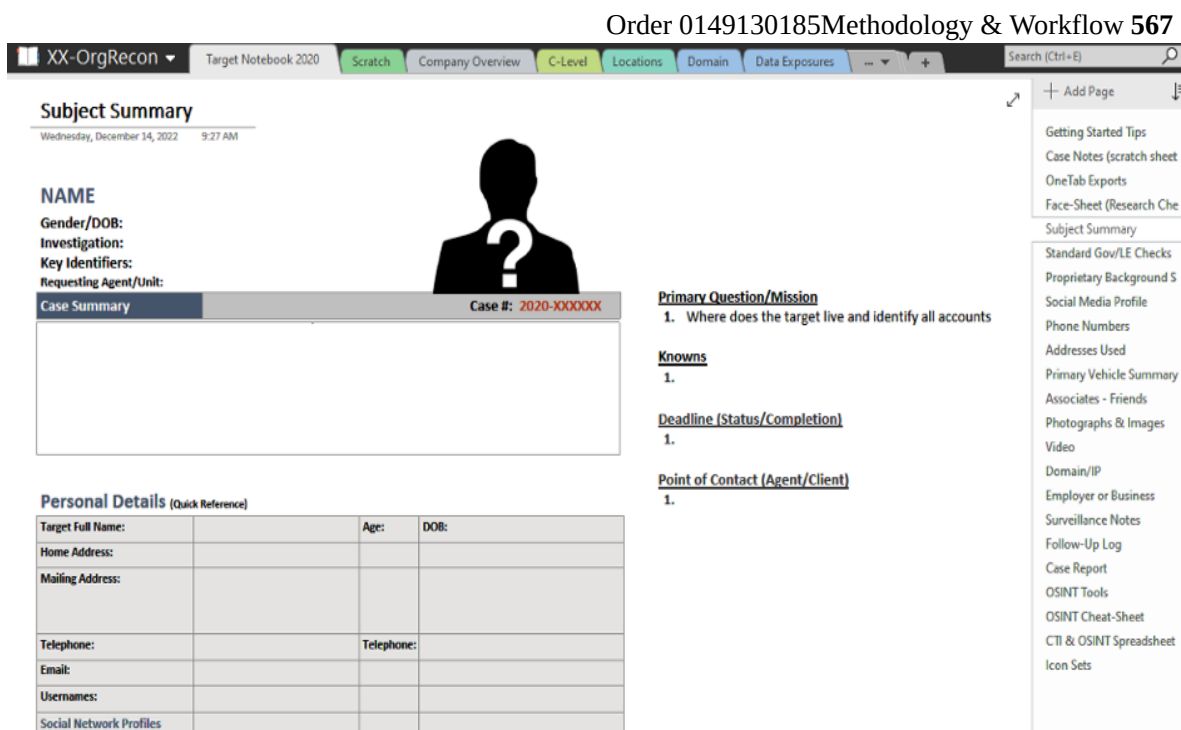 Order 0149130185Methodology & Workflow 567
XX-OrgRecon
Target Notebook 2020
Scratch
Company Overview
C-Level
Locations
Domain
Data Exposures
...
+
Search (Ctrl+E)
Subject Summary
Wednesday, December 14, 2022 9:27 AM
NAME
Gender/DOB:
Investigation:
Key Identifiers:
Requesting Agent/Unit:
?
Case Summary
Case #: 2020-XXXXXX
Primary Question/Mission
1. Where does the target live and identify all accounts
Knowns
1.
Deadline (Status/Completion)
1.
Point of Contact (Agent/Client)
1.
Personal Details (Quick Reference)
Target Full Name:
Age:
DOB:
Home Address:
Mailing Address:
Telephone:
Telephone:
Email:
Usernames:
Social Network Profiles
+ Add Page
Getting Started Tips
Case Notes (scratch sheet
OneTab Exports
Face-Sheet (Research Che
Subject Summary
Standard Gov/LE Checks
Proprietary Background S
Social Media Profile
Phone Numbers
Addresses Used
Primary Vehicle Summary
Associates - Friends
Photographs & Images
Video
Domain/IP
Employer or Business
Surveillance Notes
Follow-Up Log
Case Report
OSINT Tools
OSINT Cheat-Sheet
CTI & OSINT Spreadsheet
Icon Sets